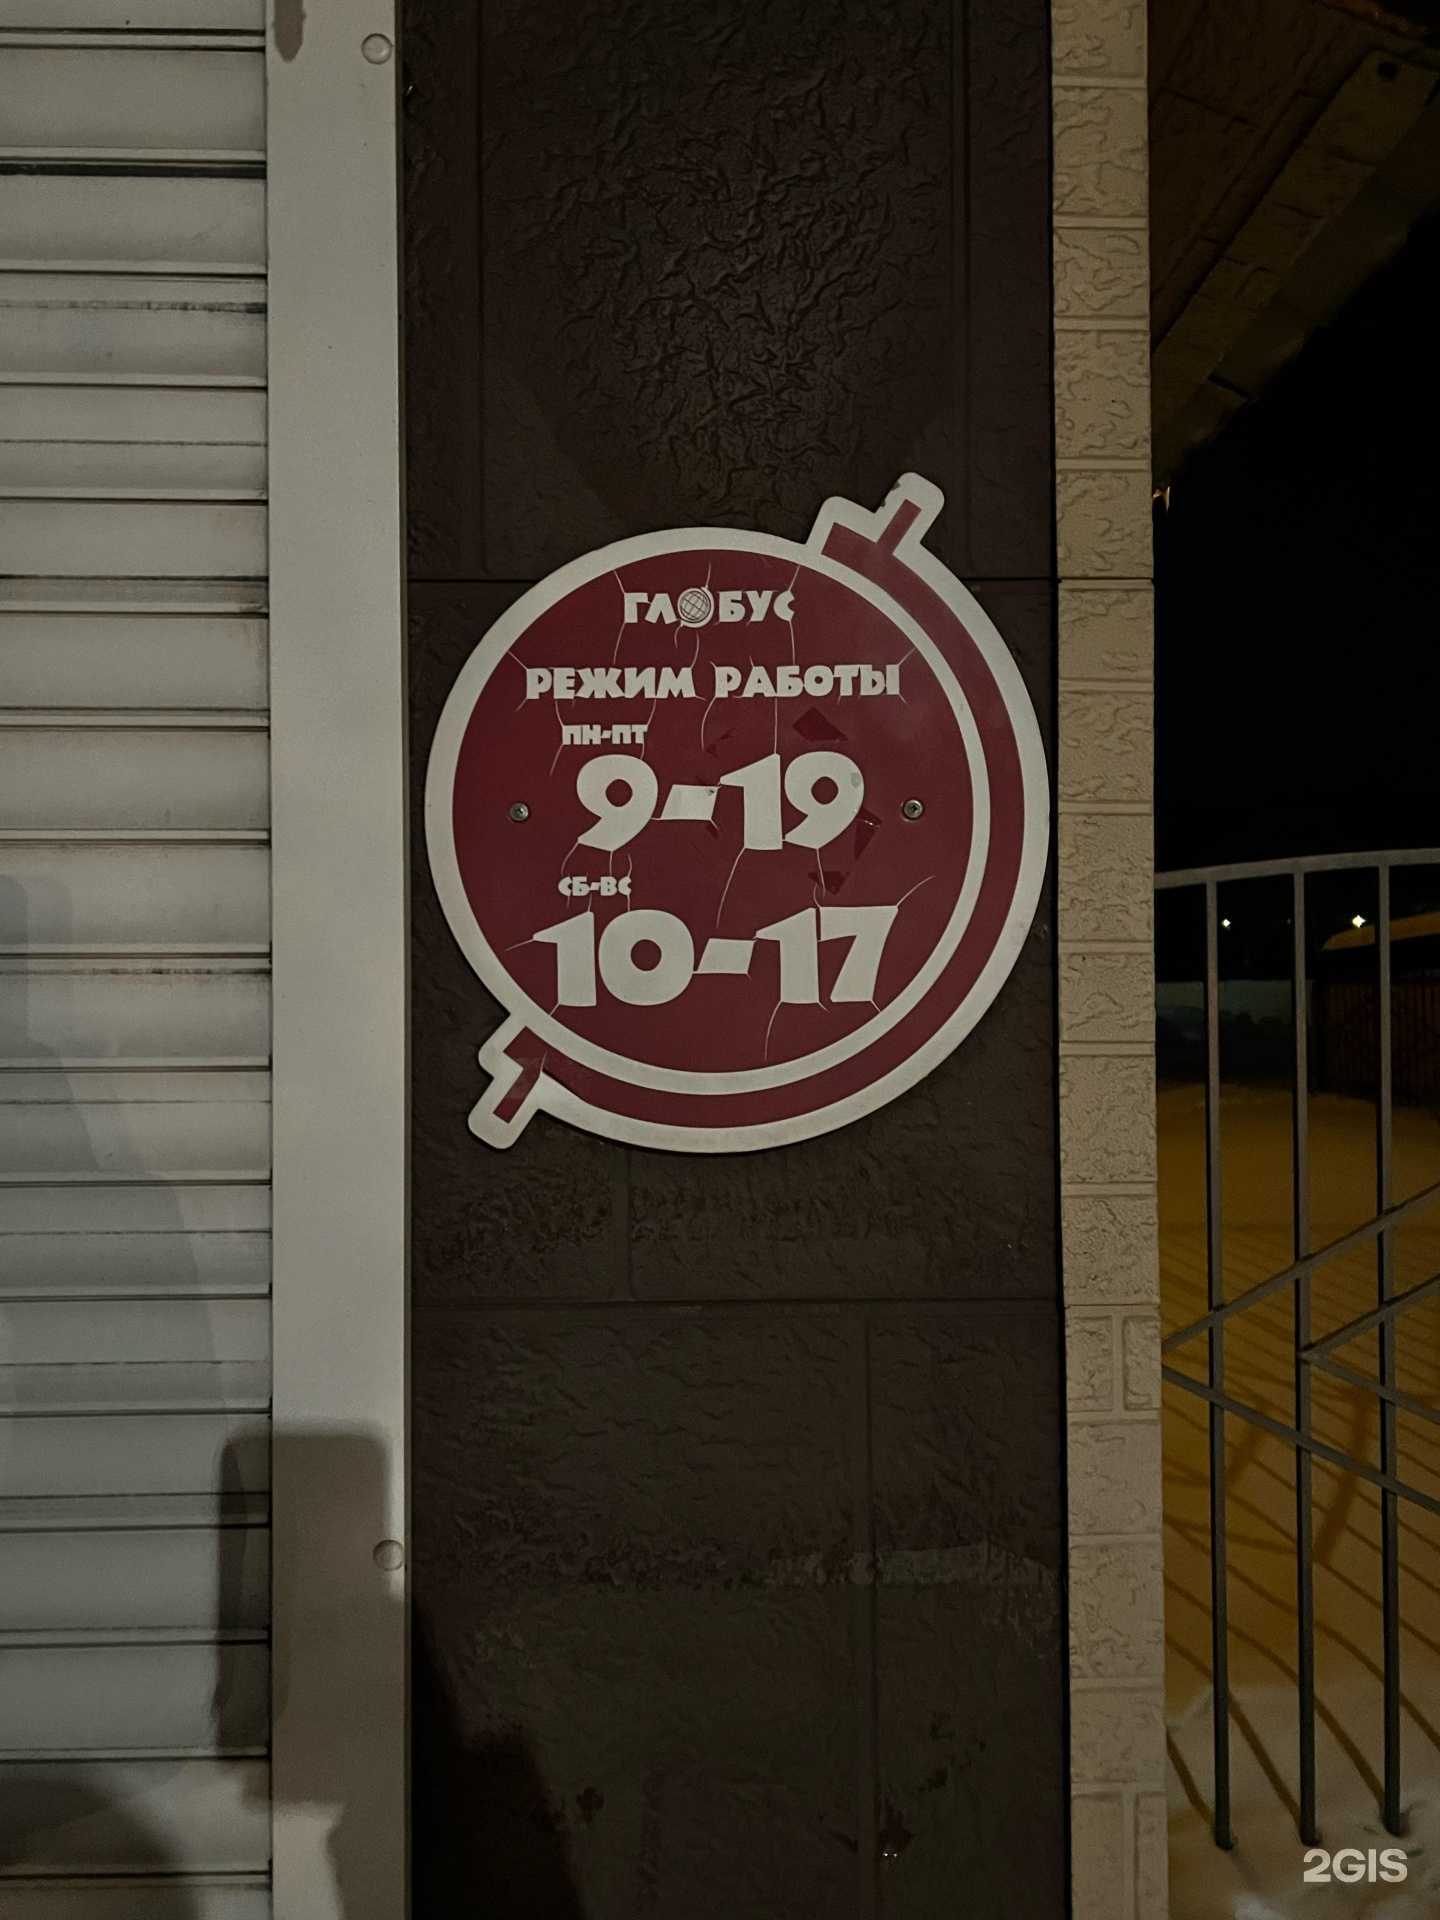 ГЛОБУС
РЕЖИМ РАБОТЫ
ПН-ПТ
9-19
СБ-ВС
10-17
2GIS